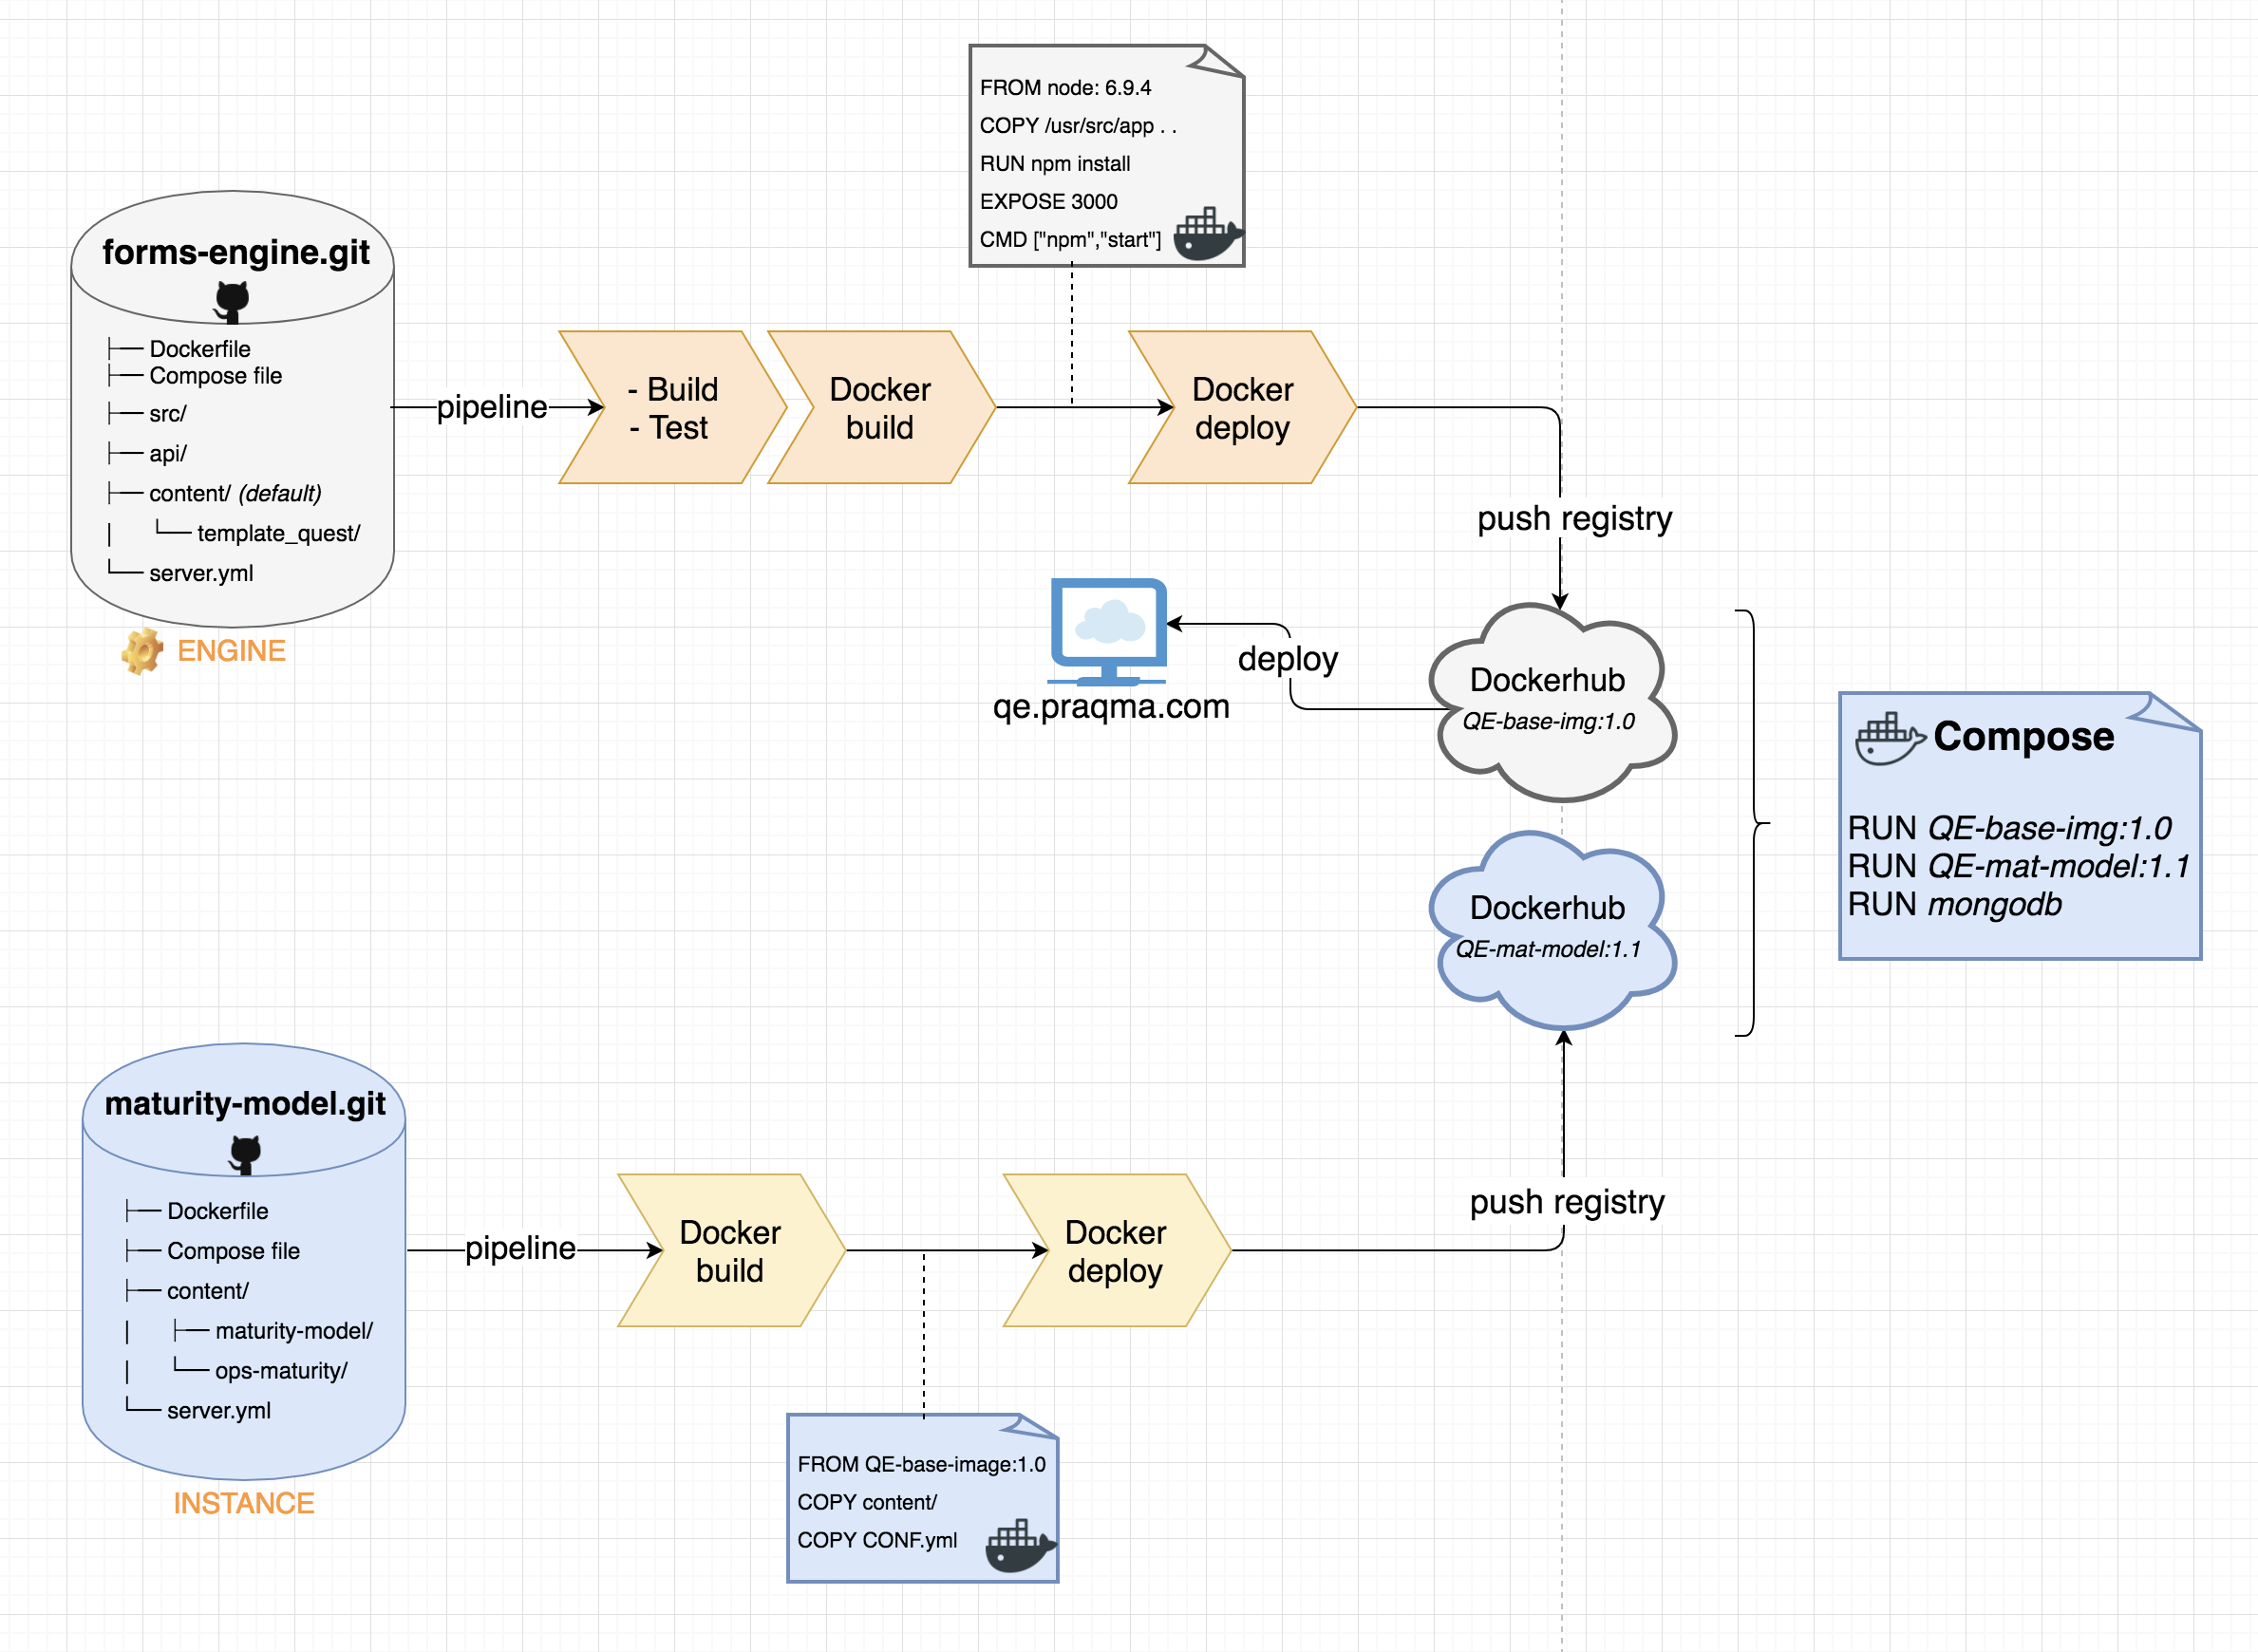 FROM node: 6.9.4
COPY /usr/src/app . .
RUN npm install
EXPOSE 3000
CMD ["npm","start"]
forms-engine.git
Dockerfile
Compose file
src/
api/
content/ (default)
template_quest/
server.yml
ENGINE
pipeline
- Build
- Test
Docker
build
Docker
deploy
push registry
deploy
qe.praqma.com
Dockerhub
QE-base-img:1.0
Dockerhub
QE-mat-model:1.1
Compose
RUN QE-base-img:1.0
RUN QE-mat-model:1.1
RUN mongodb
maturity-model.git
Dockerfile
Compose file
content/
maturity-model/
ops-maturity/
server.yml
INSTANCE
pipeline
Docker
build
Docker
deploy
push registry
FROM QE-base-image:1.0
COPY content/
COPY CONF.yml